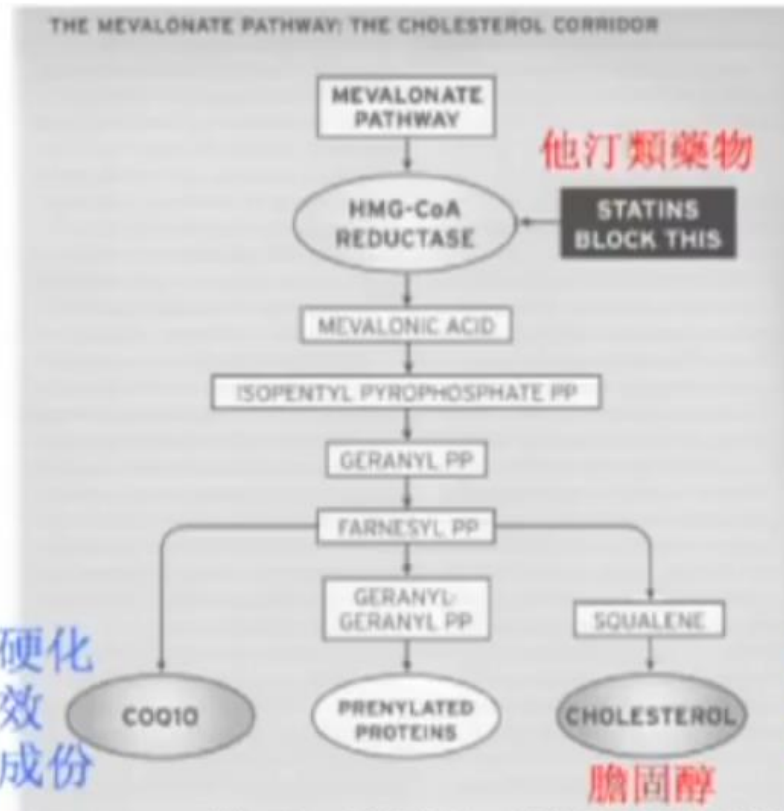 THE MEVALONATE PATHWAY: THE CHOLESTEROL CORRIDOR
MEVALONATE
PATHWAY
他汀類藥物
HMG-CoA
REDUCTASE
STATINS
BLOCK THIS
MEVALONIC ACID
ISOPENTYL PYROPHOSPHATE PP
GERANYL PP
FARNESYL PP
GERANYL-
GERANYL PP
SQUALENE
硬化
效
成份
COQ10
PRENYLATED
PROTEINS
CHOLESTEROL
膽固醇